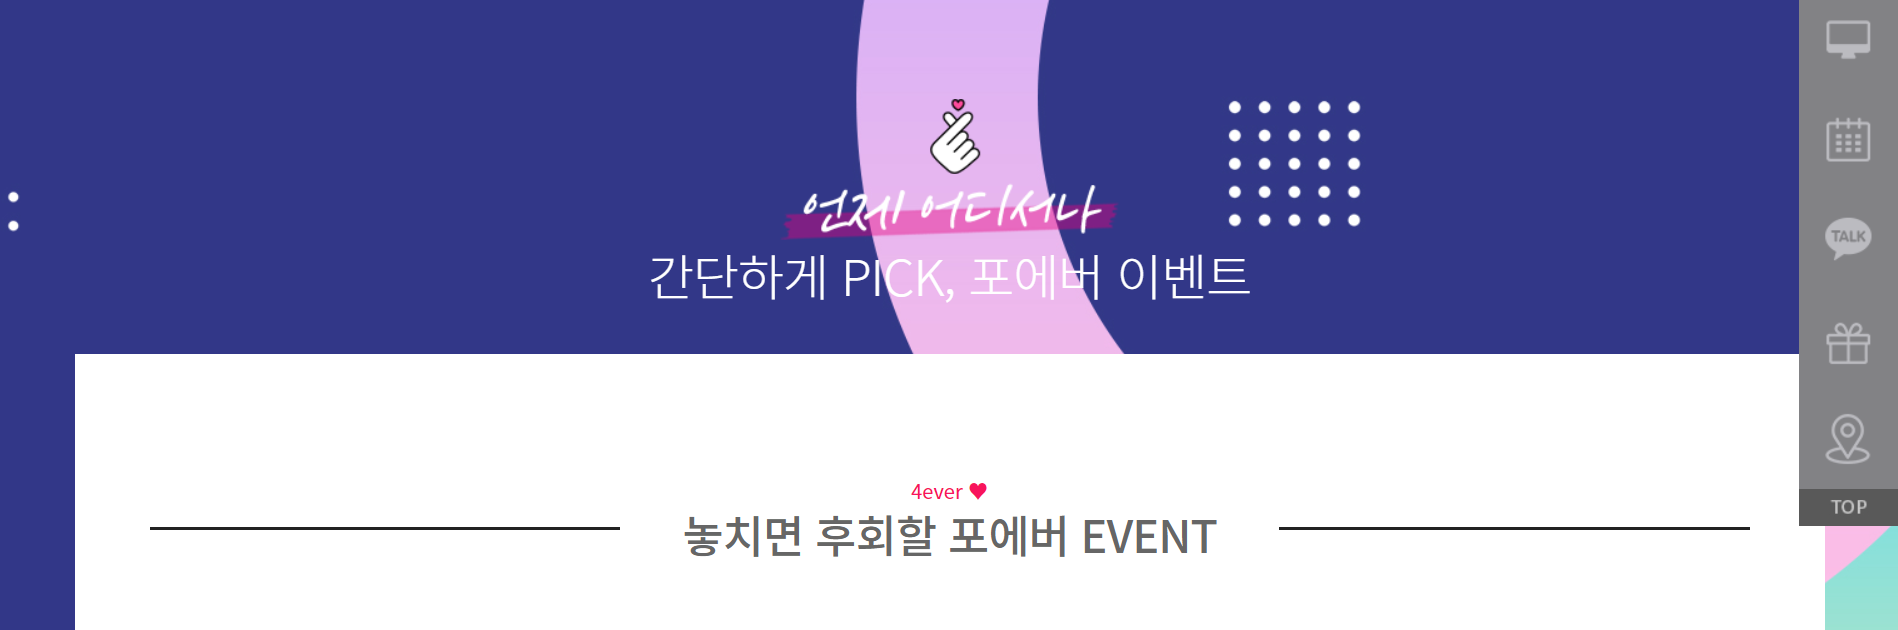 언제 어디서나
간단하게 PICK, 포에버 이벤트
4ever ♥
놓치면 후회할 포에버 EVENT
TALK
TOP